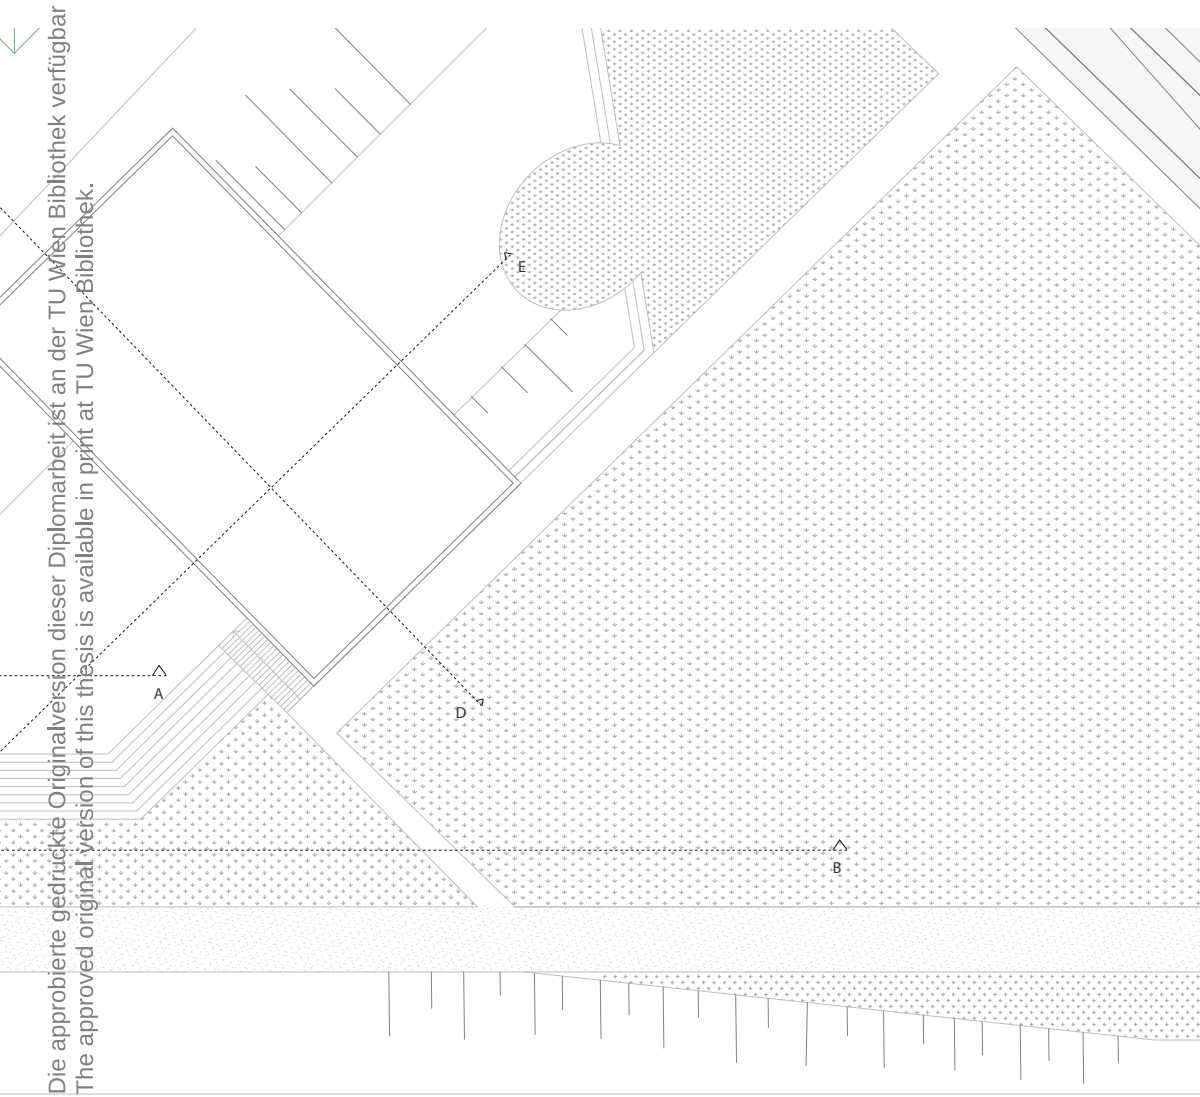 Die approbierte gedruckte Originalversion dieser Diplomarbeit ist an der TU Wien Bibliothek verfügbar
The approved original version of this thesis is available in print at TU Wien Bibliothek.
E
A
D
B